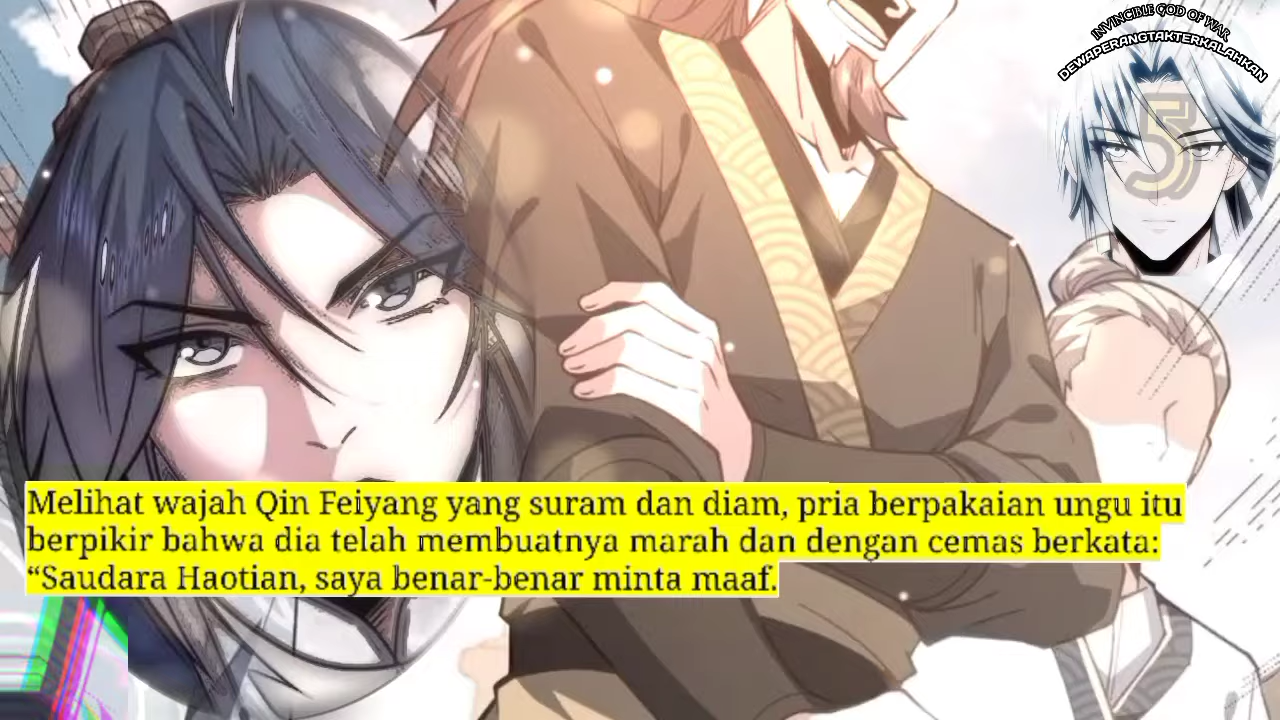 INVINCIBLE GOD OF WAR
DEWAPERANGTAKTERKALAHKAN
5
Melihat wajah Qin Feiyang yang suram dan diam, pria berpakaian ungu itu
berpikir bahwa dia telah membuatnya marah dan dengan cemas berkata:
“Saudara Haotian, saya benar-benar minta maaf.